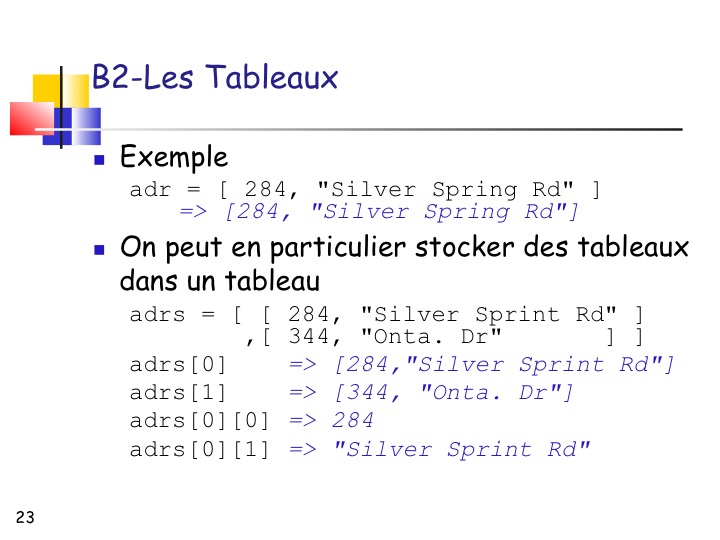 B2-Les Tableaux
Exemple
adr = [ 284, "Silver Spring Rd" ]
=> [284, "Silver Spring Rd"]
On peut en particulier stocker des tableaux
dans un tableau
adrs = [ [ 284, "Silver Sprint Rd" ]
,[ 344, "Onta. Dr" ] ]
adrs[0] => [284,"Silver Sprint Rd"]
adrs[1] => [344, "Onta. Dr"]
adrs[0][0] => 284
adrs[0][1] => "Silver Sprint Rd"
23